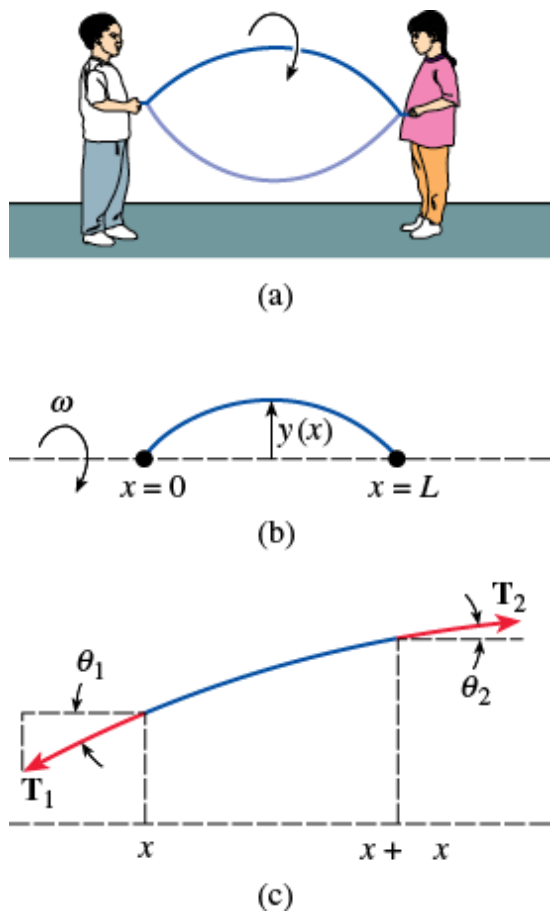 (a)
ω
y(x)
x = 0
x = L
(b)
T₂
θ₁
θ₂
T₁
x
x + x
(c)